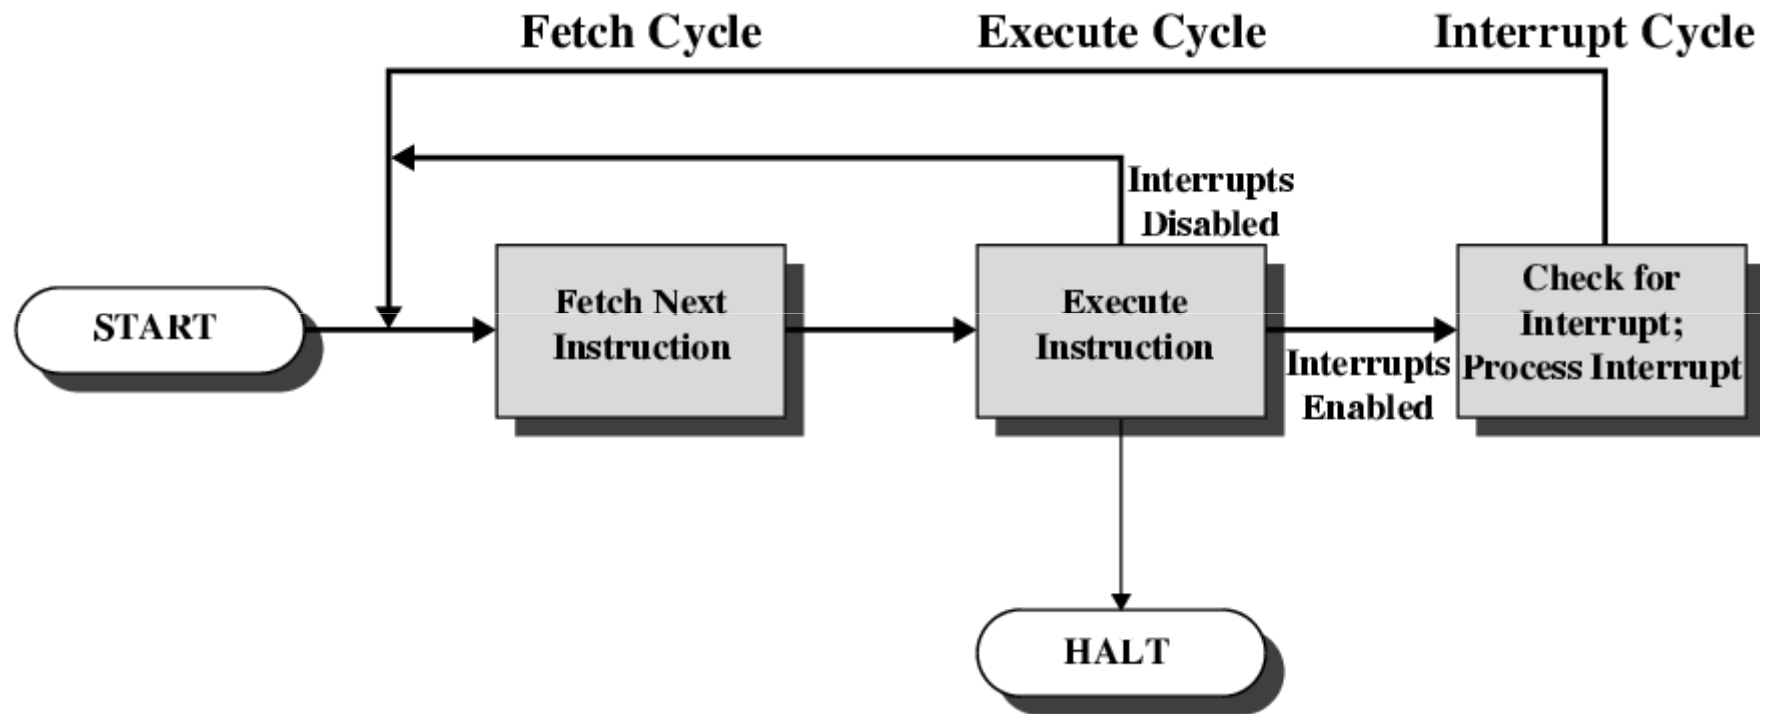 Fetch Cycle
Execute Cycle
Interrupt Cycle
Interrupts
Disabled
START
Fetch Next
Instruction
Execute
Instruction
Interrupts
Enabled
Check for
Interrupt;
Process Interrupt
HALT